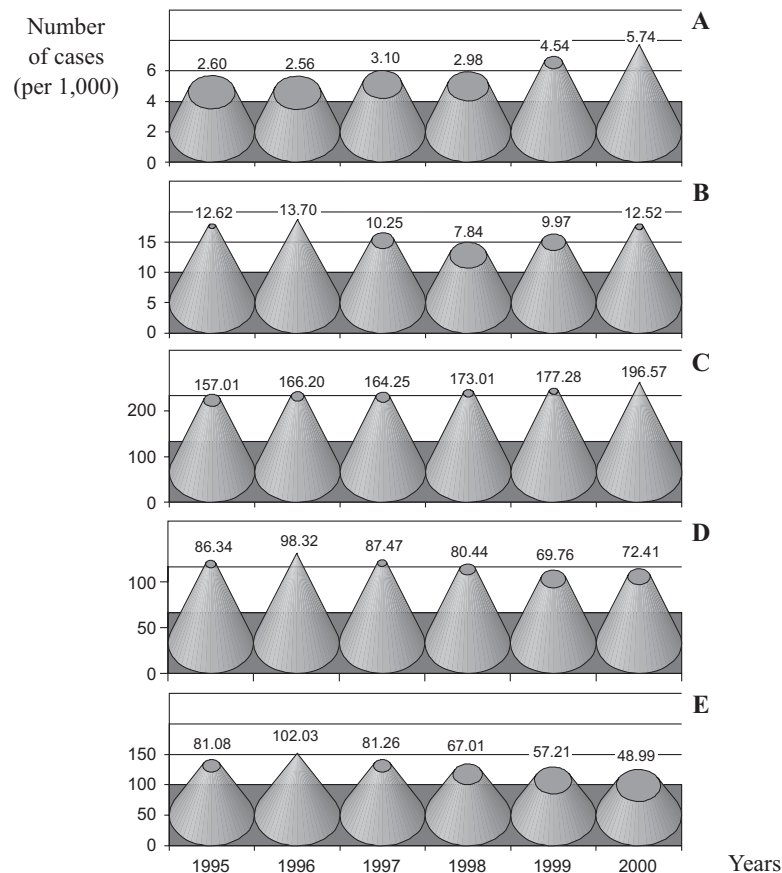 Number
of cases
(per 1,000)
A
2.60 2.56 3.10 2.98 4.54 5.74
6
4
2
0
B
12.62 13.70 10.25 7.84 9.97 12.52
15
10
5
0
C
157.01 166.20 164.25 173.01 177.28 196.57
200
100
0
D
86.34 98.32 87.47 80.44 69.76 72.41
100
50
0
E
81.08 102.03 81.26 67.01 57.21 48.99
150
100
50
0
1995 1996 1997 1998 1999 2000 Years